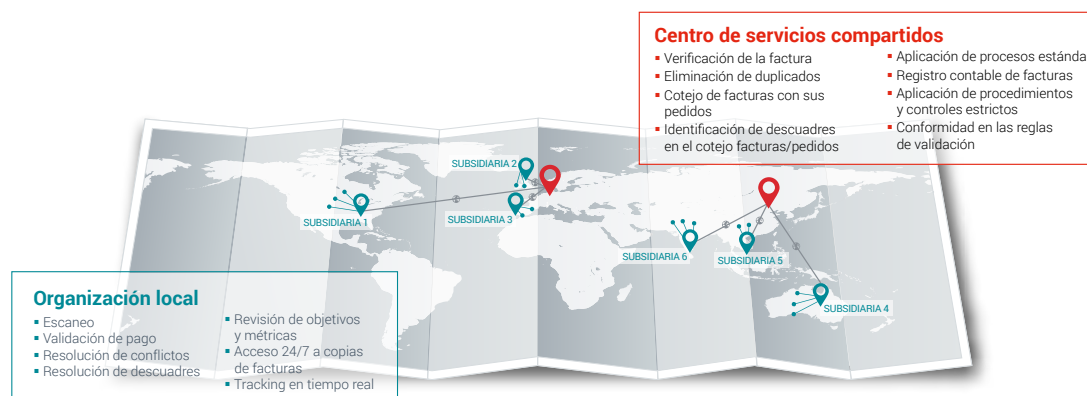 Centro de servicios compartidos
▪ Verificación de la factura
▪ Eliminación de duplicados
▪ Cotejo de facturas con sus
pedidos
▪ Identificación de descuadres
en el cotejo facturas/pedidos
▪ Aplicación de procesos estánda
▪ Registro contable de facturas
▪ Aplicación de procedimientos
y controles estrictos
▪ Conformidad en las reglas
de validación
SUBSIDIARIA 2
SUBSIDIARIA 1
SUBSIDIARIA 3
SUBSIDIARIA 6
SUBSIDIARIA 5
SUBSIDIARIA 4
Organización local
▪ Escaneo
▪ Validación de pago
▪ Resolución de conflictos
▪ Resolución de descuadres
▪ Revisión de objetivos
y métricas
▪ Acceso 24/7 a copias
de facturas
▪ Tracking en tiempo real